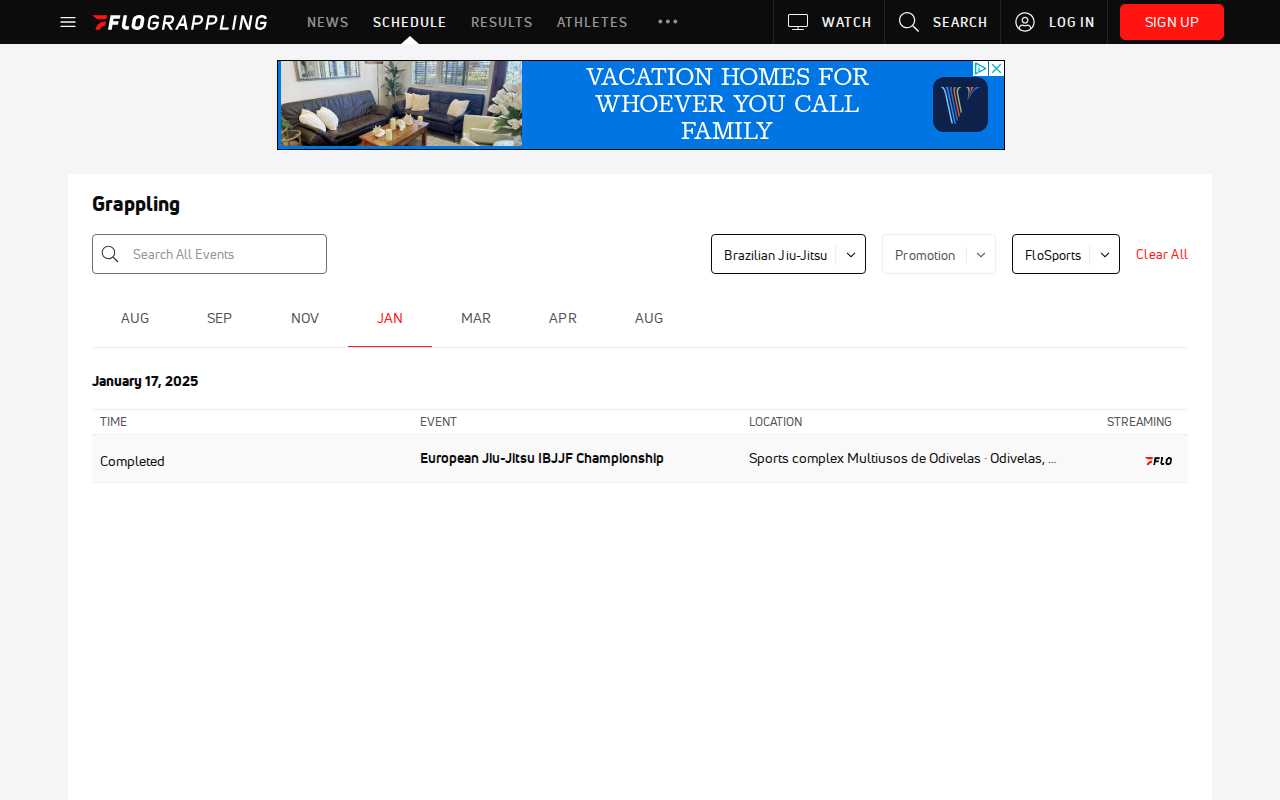 FLOGRAPPLING
NEWS
SCHEDULE
RESULTS
ATHLETES
WATCH
SEARCH
LOG IN
SIGN UP
VACATION HOMES FOR
WHOEVER YOU CALL
FAMILY
Grappling
Search All Events
Brazilian Jiu-Jitsu
Promotion
FloSports
Clear All
AUG
SEP
NOV
JAN
MAR
APR
AUG
January 17, 2025
TIME
EVENT
LOCATION
STREAMING
Completed
European Jiu-Jitsu IBJJF Championship
Sports complex Multiusos de Odivelas · Odivelas, ...
FLO